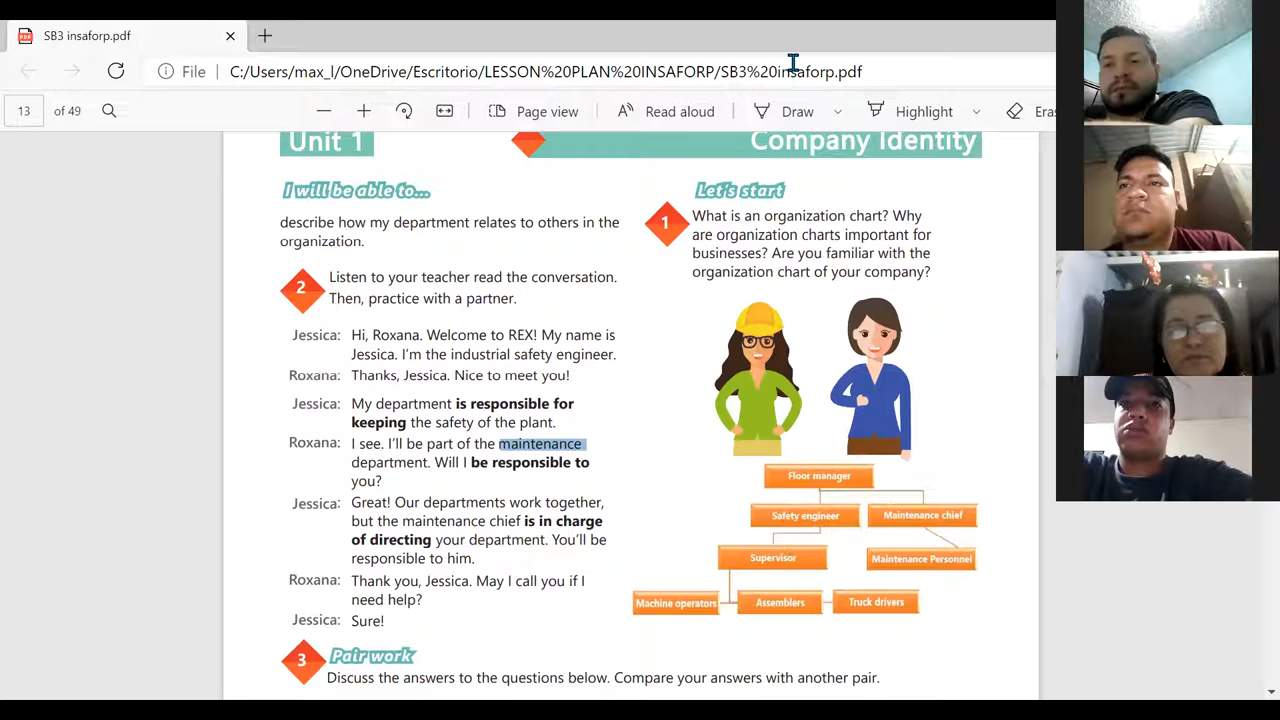 SB3 insaforp.pdf
File
C:/Users/max_l/OneDrive/Escritorio/LESSON%20PLAN%20INSAFORP/SB3%20insaforp.pdf
13 of 49
Page view
Read aloud
Draw
Highlight
Unit 1
Company Identity
I will be able to...
describe how my department relates to others in the
organization.
2
Listen to your teacher read the conversation.
Then, practice with a partner.
Jessica: Hi, Roxana. Welcome to REX! My name is
Jessica. I'm the industrial safety engineer.
Roxana: Thanks, Jessica. Nice to meet you!
Jessica: My department is responsible for
keeping the safety of the plant.
Roxana: I see. I'll be part of the maintenance
department. Will I be responsible to
you?
Jessica: Great! Our departments work together,
but the maintenance chief is in charge
of directing your department. You'll be
responsible to him.
Roxana: Thank you, Jessica. May I call you if I
need help?
Jessica: Sure!
Let's start
1
What is an organization chart? Why
are organization charts important for
businesses? Are you familiar with the
organization chart of your company?
Floor manager
Safety engineer
Maintenance chief
Supervisor
Maintenance Personnel
Machine operators
Assemblers
Truck drivers
3
Pair work
Discuss the answers to the questions below. Compare your answers with another pair.